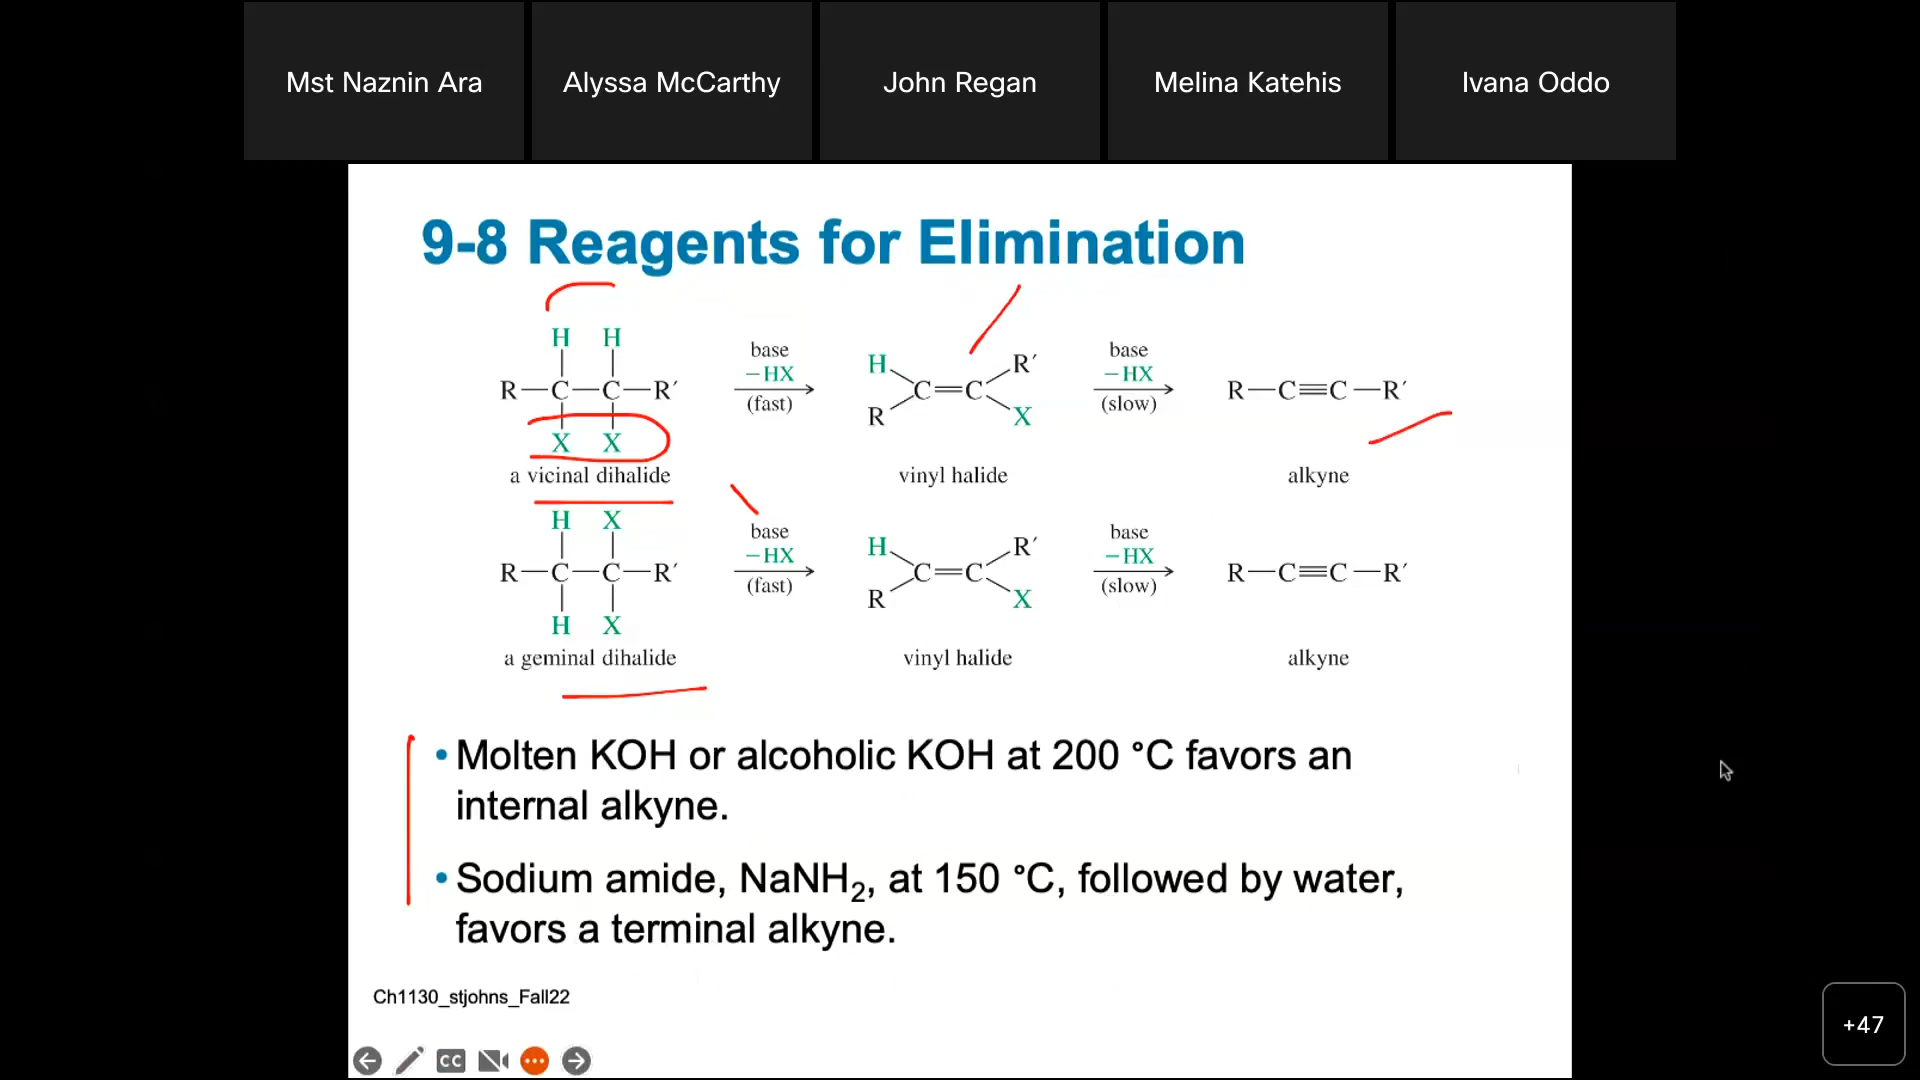 Mst Naznin Ara
Alyssa McCarthy
John Regan
Melina Katehis
Ivana Oddo
9-8 Reagents for Elimination
H H
R—C—C—R′
X X
a vicinal dihalide
base
−HX
(fast)
H R′
C=C
R X
vinyl halide
base
−HX
(slow)
R—C≡C—R′
alkyne
H X
R—C—C—R′
H X
a geminal dihalide
base
−HX
(fast)
H R′
C=C
R X
vinyl halide
base
−HX
(slow)
R—C≡C—R′
alkyne
• Molten KOH or alcoholic KOH at 200 °C favors an
internal alkyne.
• Sodium amide, NaNH₂, at 150 °C, followed by water,
favors a terminal alkyne.
Ch1130_stjohns_Fall22
CC
+47